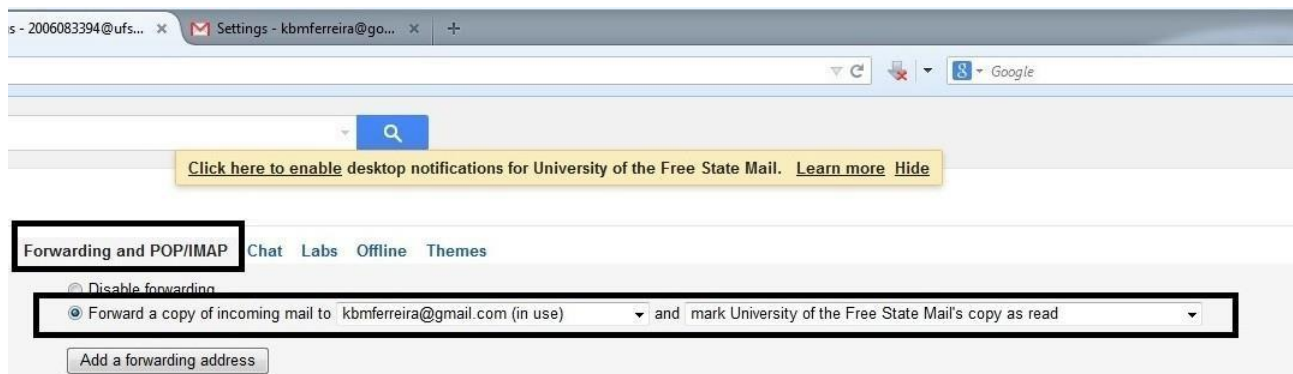 s - 2006083394@ufs... × Settings - kbmferreira@go... × +
8 Google
Click here to enable desktop notifications for University of the Free State Mail. Learn more Hide
Forwarding and POP/IMAP Chat Labs Offline Themes
Disable forwarding
Forward a copy of incoming mail to kbmferreira@gmail.com (in use) and mark University of the Free State Mail's copy as read
Add a forwarding address